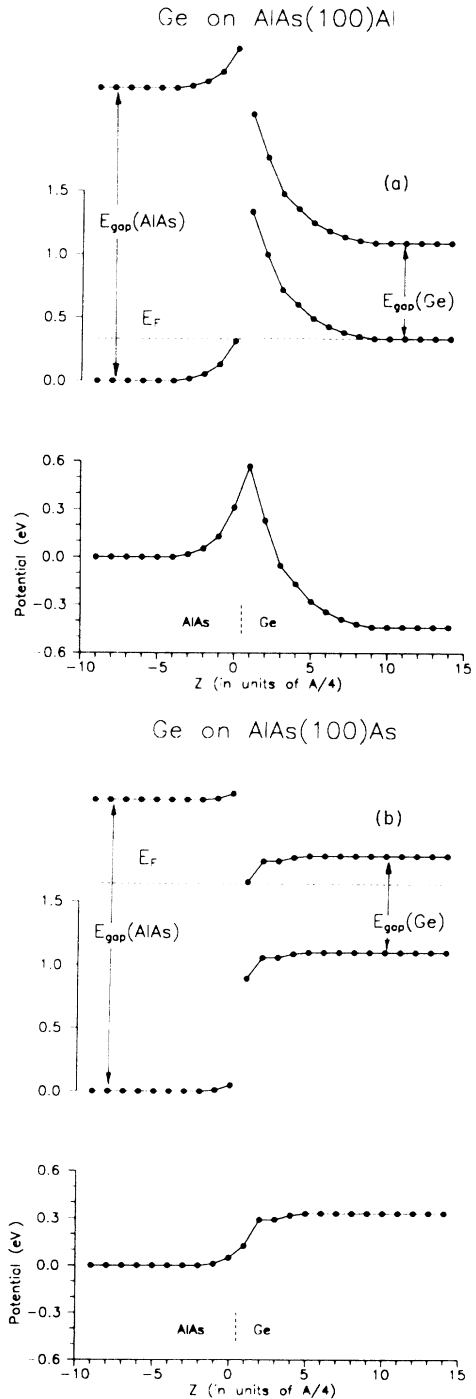 Ge on AlAs(100)Al
(a)
1.5
E_gap(AlAs)
1.0
E_gap(Ge)
0.5
E_F
0.0
0.6
0.3
0.0
−0.3
−0.6
Potential (eV)
AlAs Ge
−10 −5 0 5 10 15
Z (in units of A/4)
Ge on AlAs(100)As
(b)
E_F
1.5
E_gap(AlAs)
E_gap(Ge)
1.0
0.5
0.0
0.6
0.3
0.0
−0.3
−0.6
Potential (eV)
AlAs Ge
−10 −5 0 5 10 15
Z (in units of A/4)